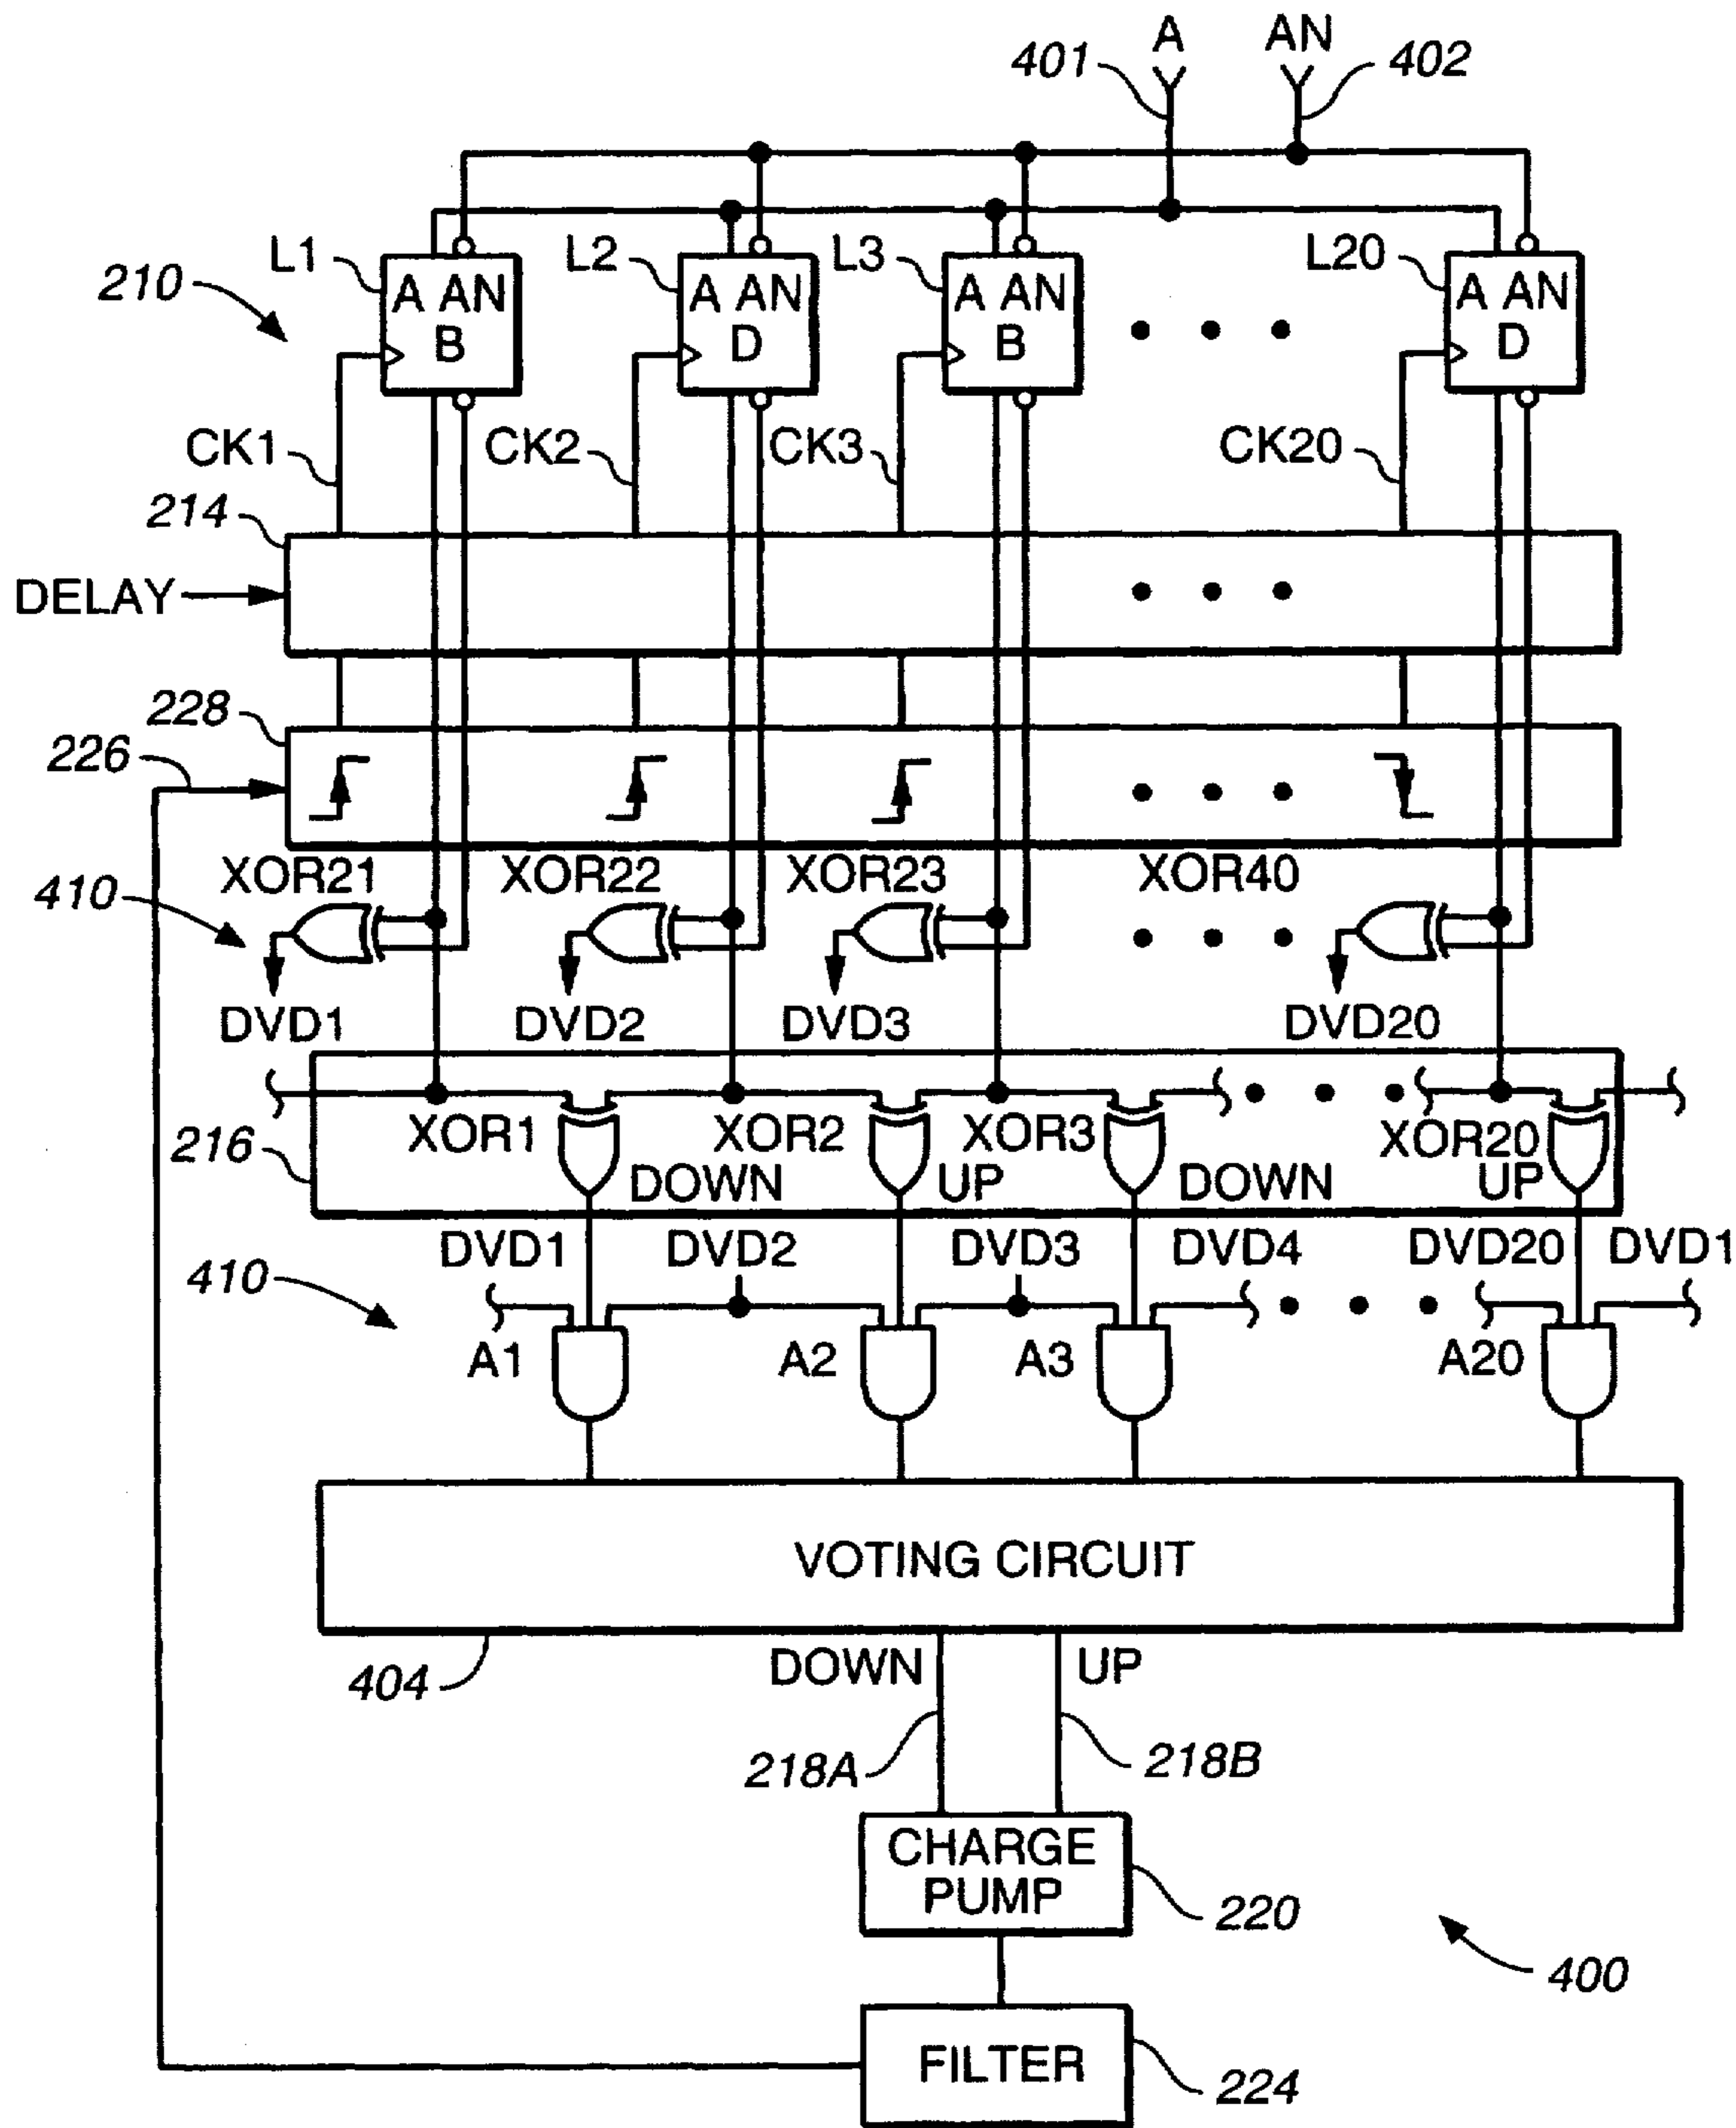 A AN
401 402
L1 L2 L3 L20
210
A AN A AN A AN A AN
B D B D
CK1 CK2 CK3 CK20
214
DELAY
228
226
XOR21 XOR22 XOR23 XOR40
410
DVD1 DVD2 DVD3 DVD20
XOR1 XOR2 XOR3 XOR20
216
DOWN UP DOWN UP
DVD1 DVD2 DVD3 DVD4 DVD20 DVD1
410
A1 A2 A3 A20
VOTING CIRCUIT
404
DOWN UP
218A 218B
CHARGE
PUMP
220
400
FILTER
224